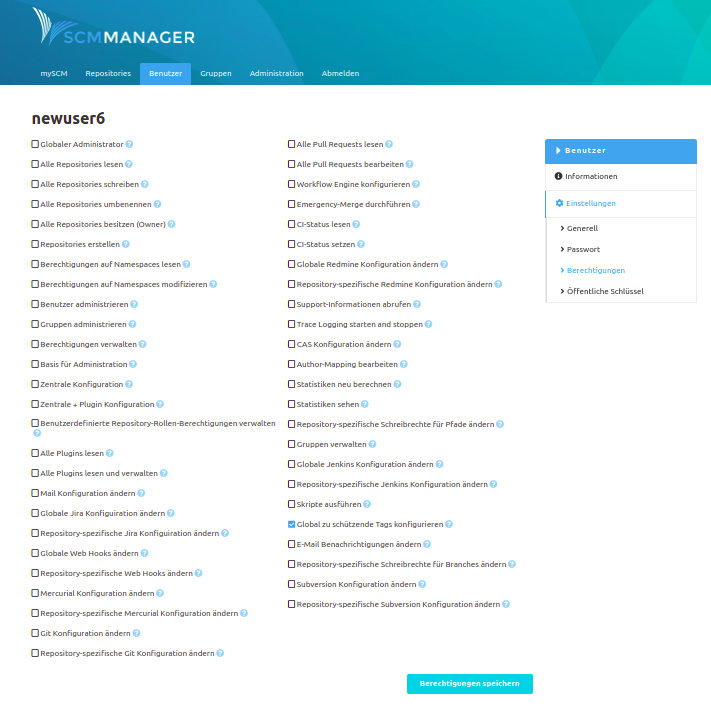 SCMMANAGER
mySCM Repositories Benutzer Gruppen Administration Abmelden
newuser6
Globaler Administrator
Alle Repositories lesen
Alle Repositories schreiben
Alle Repositories umbenennen
Alle Repositories besitzen (Owner)
Repositories erstellen
Berechtigungen auf Namespaces lesen
Berechtigungen auf Namespaces modifizieren
Benutzer administrieren
Gruppen administrieren
Berechtigungen verwalten
Basis für Administration
Zentrale Konfiguration
Zentrale + Plugin Konfiguration
Benutzerdefinierte Repository-Rollen-Berechtigungen verwalten
Alle Plugins lesen
Alle Plugins lesen und verwalten
Mail Konfiguration ändern
Globale Jira Konfiguiration ändern
Repository-spezifische Jira Konfiguiration ändern
Globale Web Hooks ändern
Repository-spezifische Web Hooks ändern
Mercurial Konfiguration ändern
Repository-spezifische Mercurial Konfiguration ändern
Git Konfiguration ändern
Repository-spezifische Git Konfiguration ändern
Alle Pull Requests lesen
Alle Pull Requests bearbeiten
Workflow Engine konfigurieren
Emergency-Merge durchführen
CI-Status lesen
CI-Status setzen
Globale Redmine Konfiguration ändern
Repository-spezifische Redmine Konfiguration ändern
Support-Informationen abrufen
Trace Logging starten and stoppen
CAS Konfiguration ändern
Author-Mapping bearbeiten
Statistiken neu berechnen
Statistiken sehen
Repository-spezifische Schreibrechte für Pfade ändern
Gruppen verwalten
Globale Jenkins Konfiguration ändern
Repository-spezifische Jenkins Konfiguration ändern
Skripte ausführen
Global zu schützende Tags konfigurieren
E-Mail Benachrichtigungen ändern
Repository-spezifische Schreibrechte für Branches ändern
Subversion Konfiguration ändern
Repository-spezifische Subversion Konfiguration ändern
Berechtigungen speichern
Benutzer
Informationen
Einstellungen
Generell
Passwort
Berechtigungen
Öffentliche Schlüssel